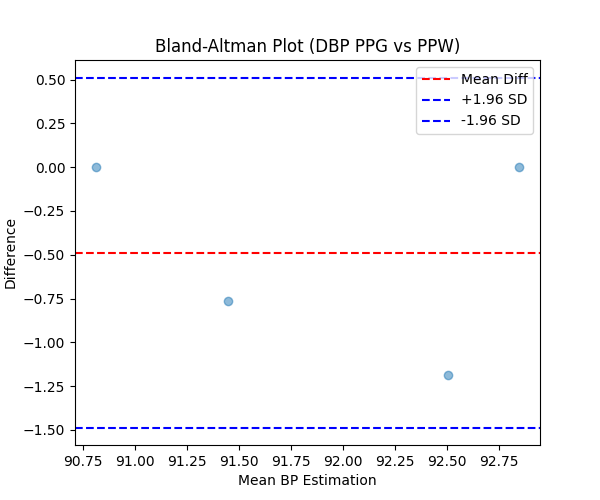 Bland-Altman Plot (DBP PPG vs PPW)
Mean Diff
+1.96 SD
-1.96 SD
Difference
0.50
0.25
0.00
−0.25
−0.50
−0.75
−1.00
−1.25
−1.50
90.75 91.00 91.25 91.50 91.75 92.00 92.25 92.50 92.75
Mean BP Estimation